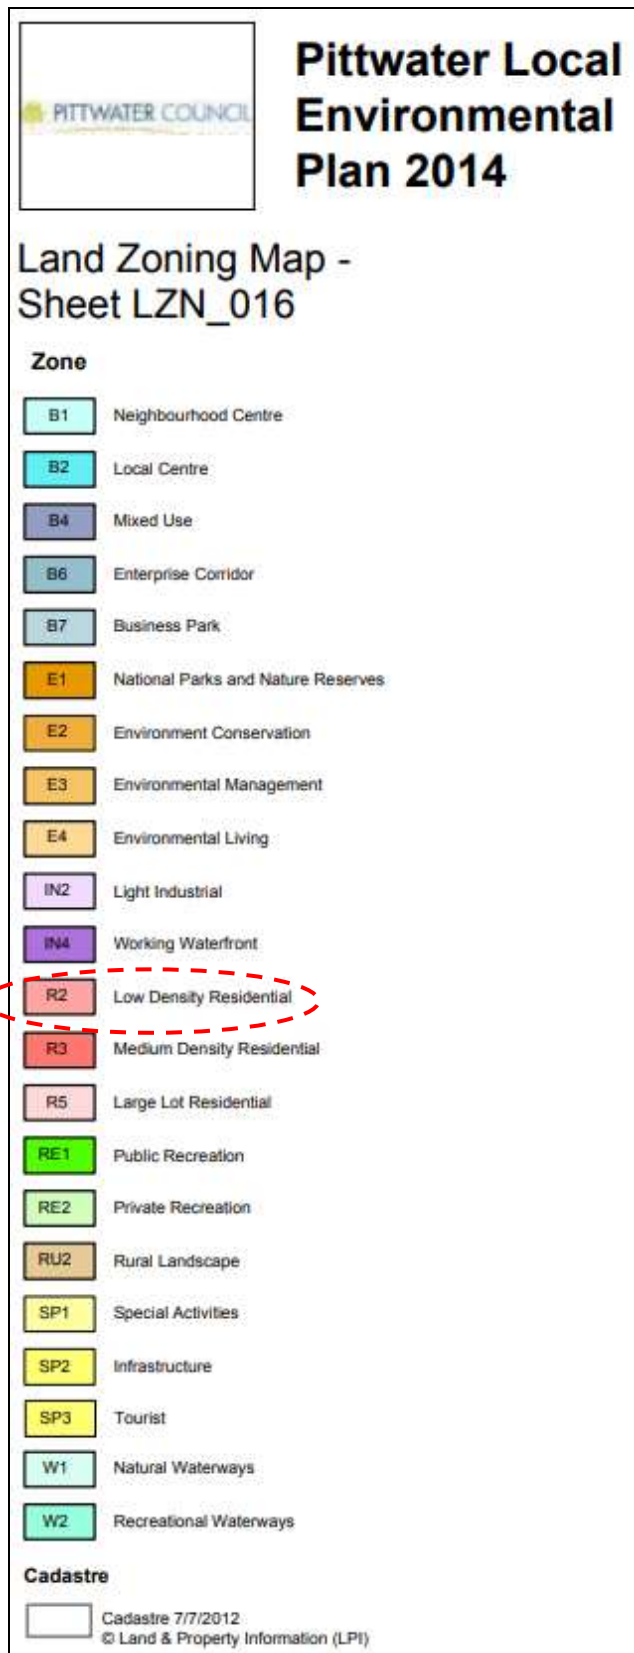 PITTWATER COUNCIL
Pittwater Local
Environmental
Plan 2014
Land Zoning Map -
Sheet LZN_016
Zone
B1 Neighbourhood Centre
B2 Local Centre
B4 Mixed Use
B6 Enterprise Corridor
B7 Business Park
E1 National Parks and Nature Reserves
E2 Environment Conservation
E3 Environmental Management
E4 Environmental Living
IN2 Light Industrial
IN4 Working Waterfront
R2 Low Density Residential
R3 Medium Density Residential
R5 Large Lot Residential
RE1 Public Recreation
RE2 Private Recreation
RU2 Rural Landscape
SP1 Special Activities
SP2 Infrastructure
SP3 Tourist
W1 Natural Waterways
W2 Recreational Waterways
Cadastre
Cadastre 7/7/2012
© Land & Property Information (LPI)